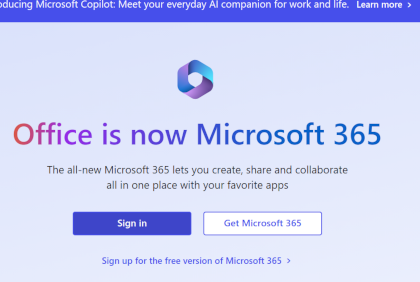 oducing Microsoft Copilot: Meet your everyday AI companion for work and life. Learn more >
Office is now Microsoft 365
The all-new Microsoft 365 lets you create, share and collaborate
all in one place with your favorite apps
Sign in
Get Microsoft 365
Sign up for the free version of Microsoft 365 >